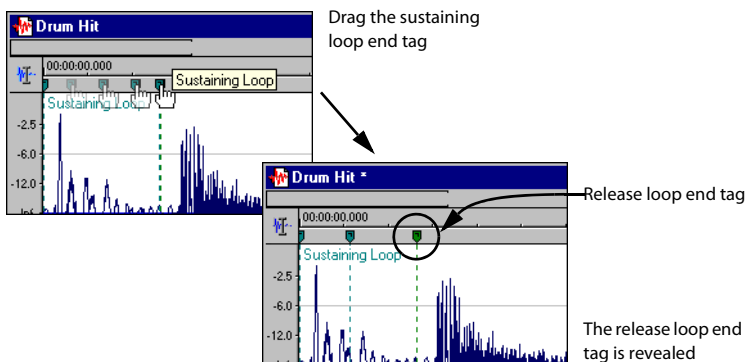 Drum Hit
00:00:00.000
Sustaining Loop
Sustaining Loop
-2.5
-6.0
-12.0
-Inf.
Drag the sustaining
loop end tag
Drum Hit *
00:00:00.000
Sustaining Loop
-2.5
-6.0
-12.0
Release loop end tag
The release loop end
tag is revealed